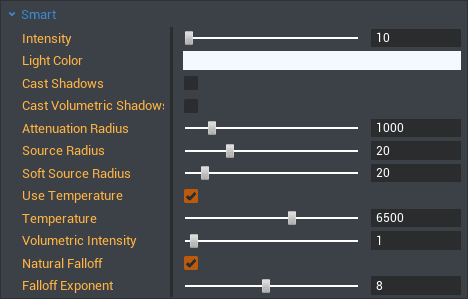 Smart
Intensity 10
Light Color
Cast Shadows
Cast Volumetric Shadows
Attenuation Radius 1000
Source Radius 20
Soft Source Radius 20
Use Temperature
Temperature 6500
Volumetric Intensity 1
Natural Falloff
Falloff Exponent 8